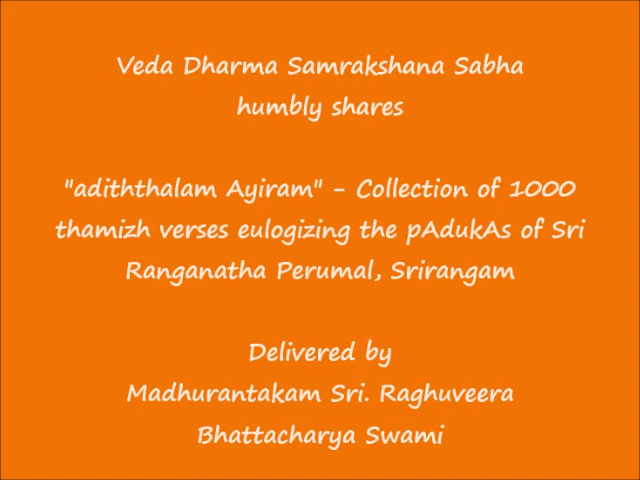 Veda Dharma Samrakshana Sabha
humbly shares
"adiththalam Ayiram" - Collection of 1000
thamizh verses eulogizing the pAdukAs of Sri
Ranganatha Perumal, Srirangam
Delivered by
Madhurantakam Sri. Raghuveera
Bhattacharya Swami